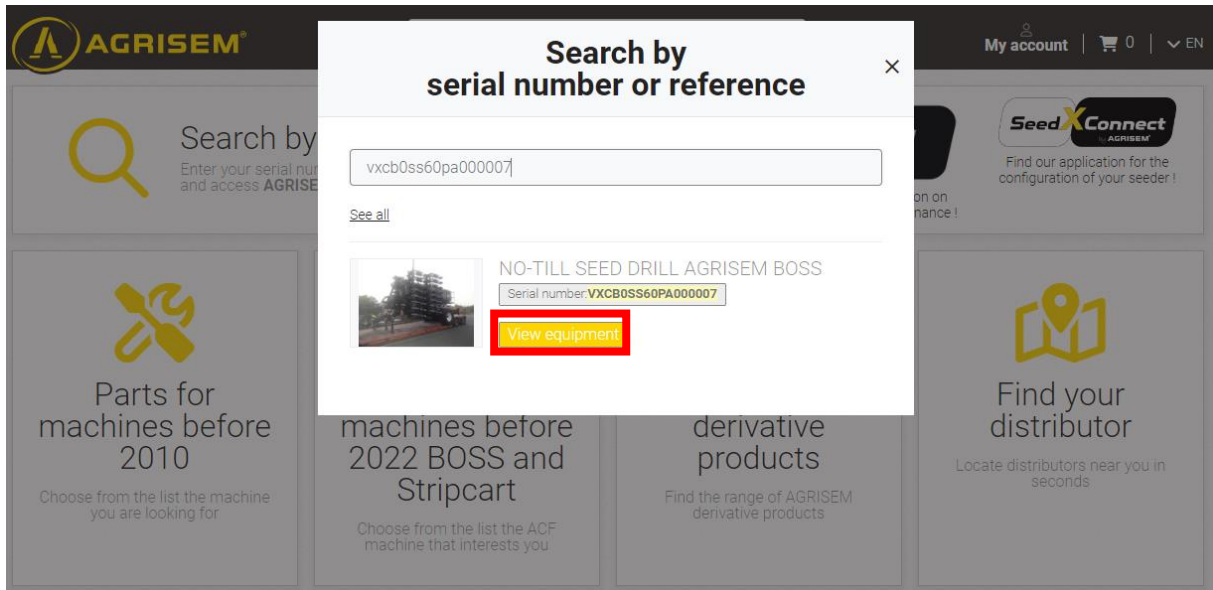 AGRISEM®
My account
0
EN
Search by
serial number or reference
vxcb0ss60pa000007
See all
NO-TILL SEED DRILL AGRISEM BOSS
Serial number:VXCB0SS60PA000007
View equipment
Search by
Enter your serial
and access AGRISE
on on
nance !
SeedXConnect
by AGRISEM
Find our application for the
configuration of your seeder !
Parts for
machines before
2010
Choose from the list the machine
you are looking for
machines before
2022 BOSS and
Stripcart
Choose from the list the ACF
machine that interests you
derivative
products
Find the range of AGRISEM
derivative products
Find your
distributor
Locate distributors near you in
seconds